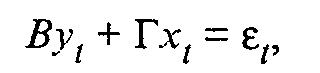 By_t + Γx_t = ε_t,